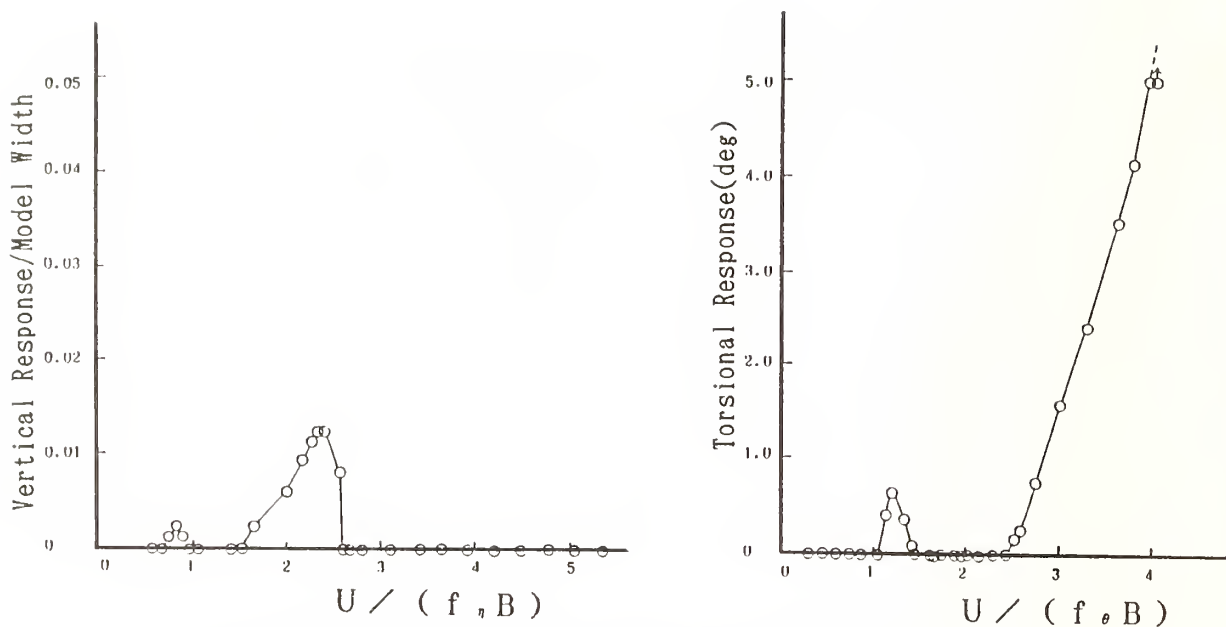 Vertical Response/Model Width
0.05
0.04
0.03
0.02
0.01
0
0 1 2 3 4 5
U / ( f η B )
Torsional Response(deg)
5.0
4.0
3.0
2.0
1.0
0
0 1 2 3 4
U / ( f θ B )